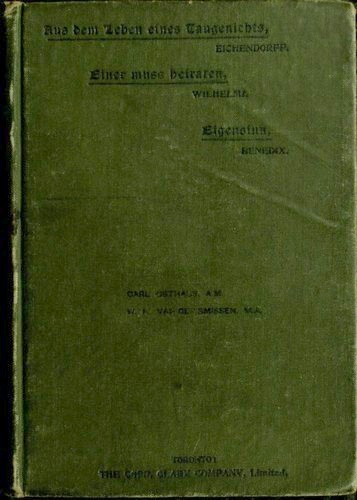 Aus dem Leben eines Taugenichts,
EICHENDORFF.
Einer muss heiraten,
WILHELMI.
Eigensinn,
BENEDIX.
CARL OSTHAUS, A.M.
W. H. VAN DER SMISSEN, M.A.
TORONTO:
THE COPP, CLARK COMPANY, Limited.